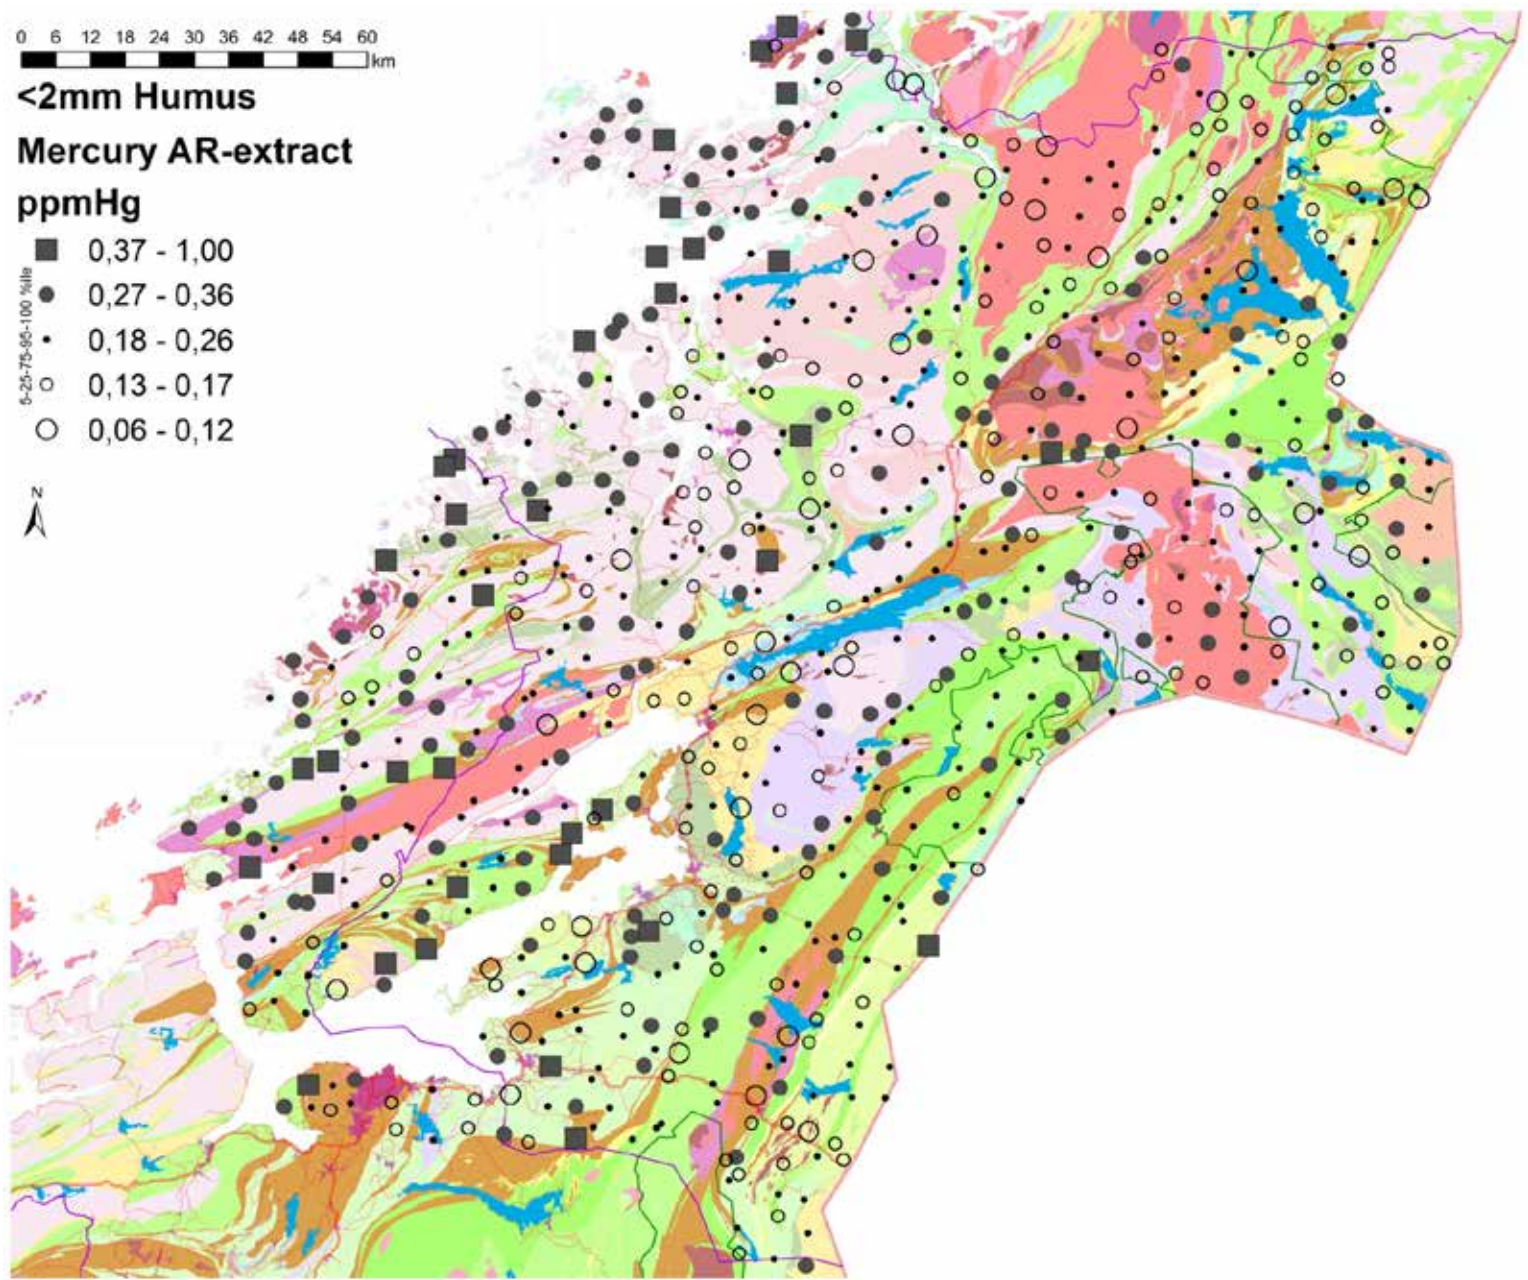 0 6 12 18 24 30 36 42 48 54 60
km
<2mm Humus
Mercury AR-extract
ppmHg
0,37 - 1,00
0,27 - 0,36
0,18 - 0,26
0,13 - 0,17
0,06 - 0,12
5-25-75-95-100 %ile
N